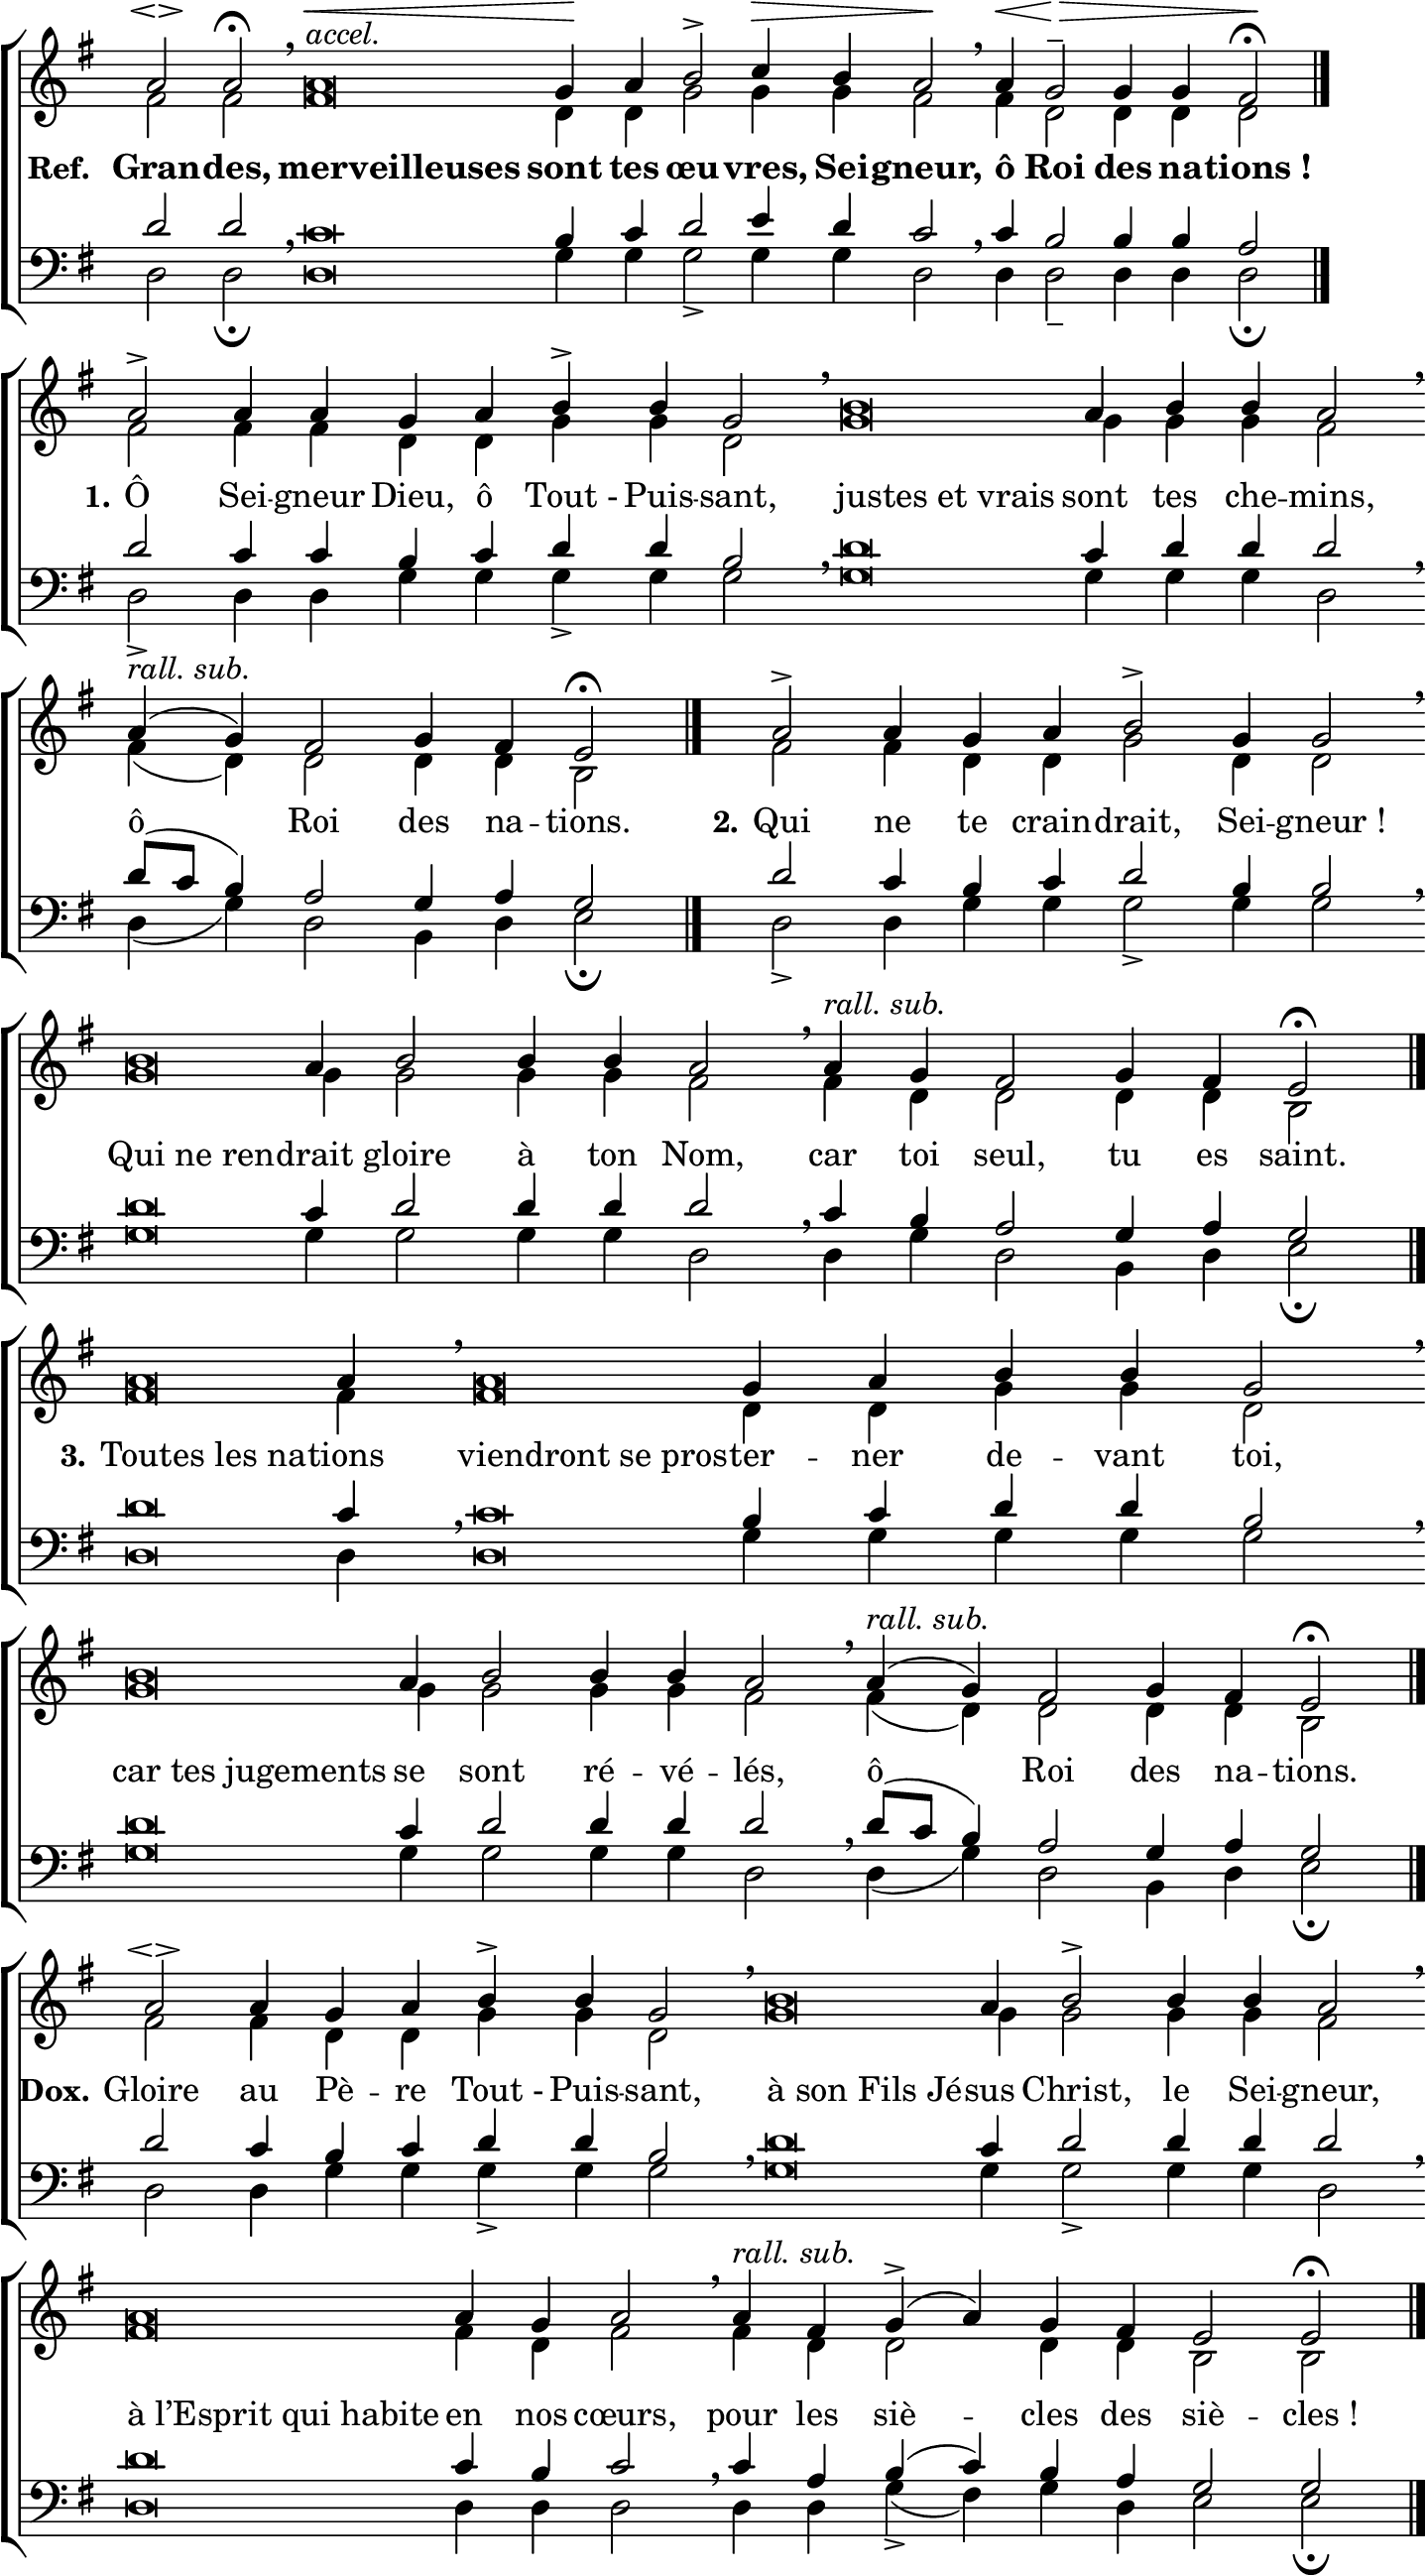 accel.
Ref. Grandes, merveilleuses sont tes œuvres, Seigneur, ô Roi des nations !
1. Ô Sei - gneur Dieu, ô Tout - Puis - sant, justes et vrais sont tes che - mins,
rall. sub.
ô Roi des na - tions. 2. Qui ne te craindrait, Sei - gneur !
rall. sub.
Qui ne rendrait gloire à ton Nom, car toi seul, tu es saint.
3. Toutes les nations viendront se proster - ner de - vant toi,
rall. sub.
car tes jugements se sont ré - vé - lés, ô Roi des na - tions.
Dox. Gloire au Pè - re Tout - Puis - sant, à son Fils Jésus Christ, le Sei - gneur,
rall. sub.
à l’Esprit qui habite en nos cœurs, pour les siè - cles des siè - cles !